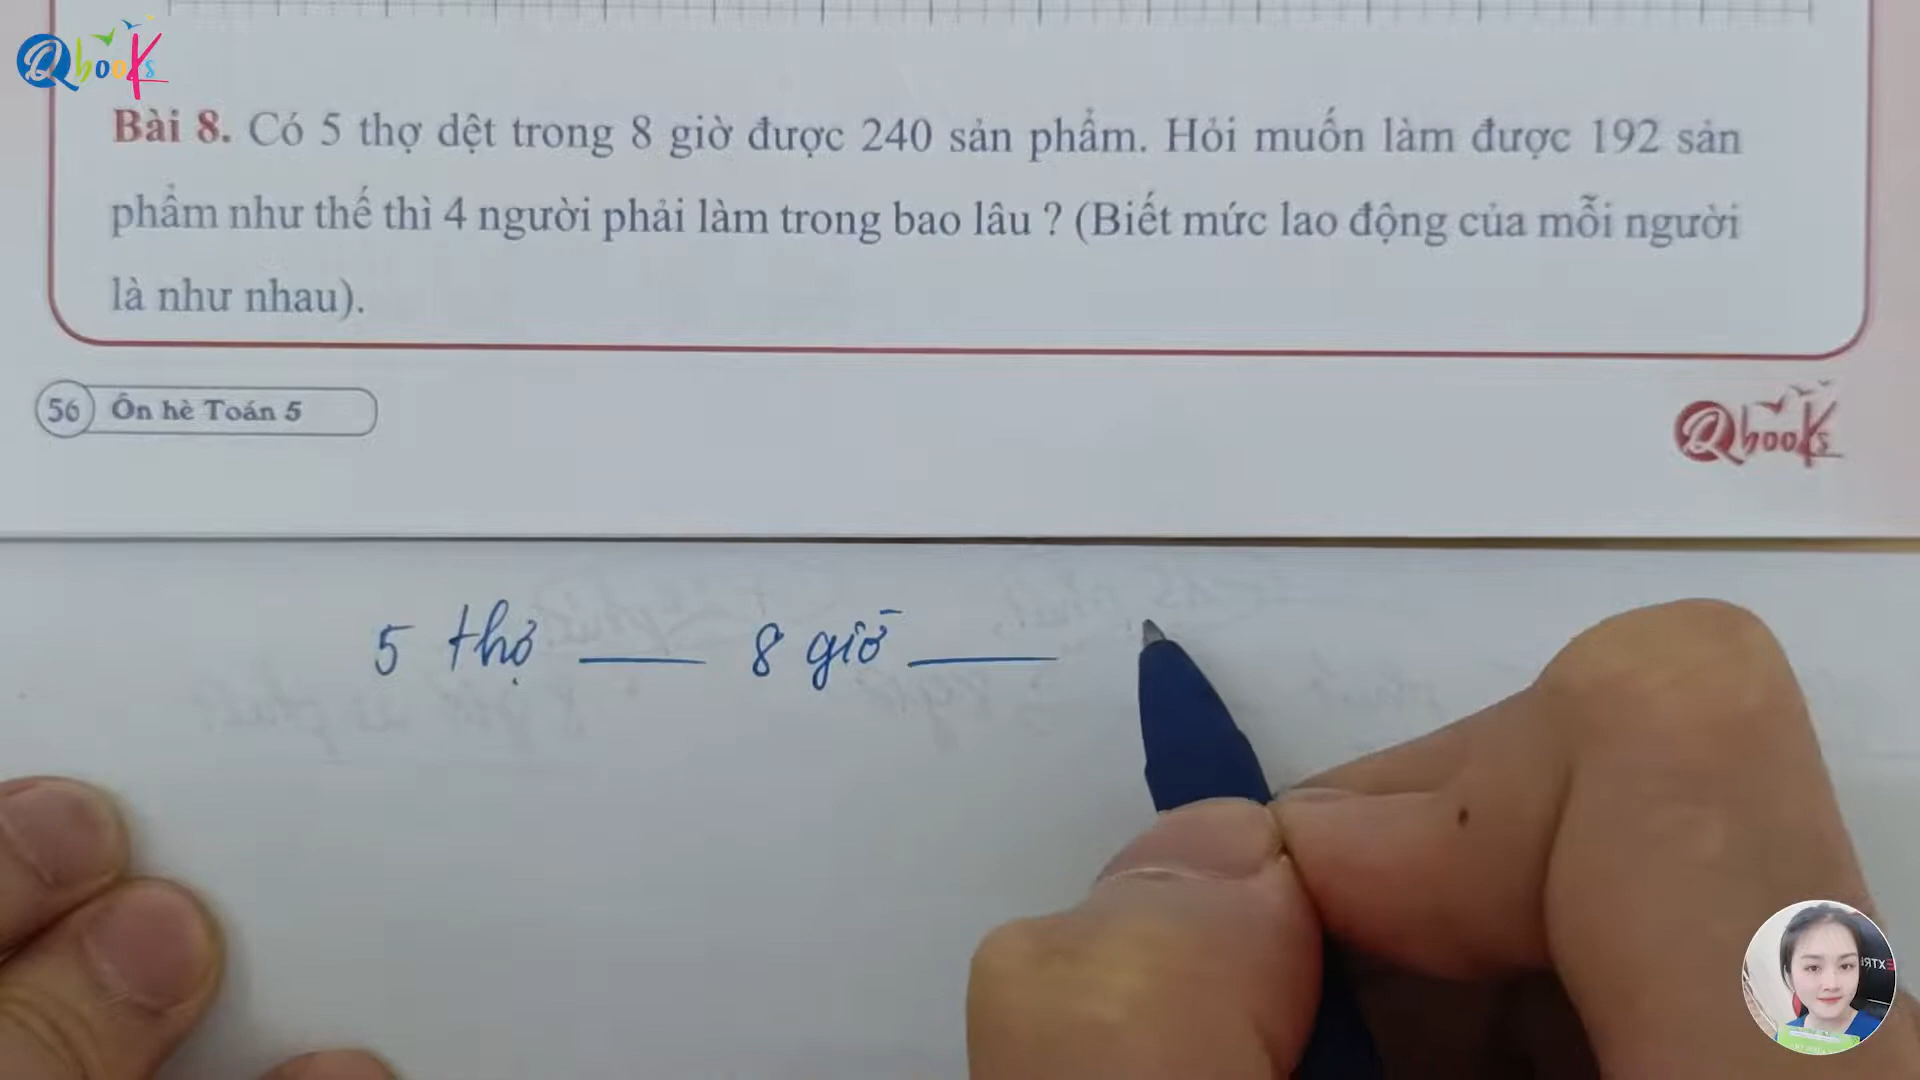 Qbooks
Bài 8. Có 5 thợ dệt trong 8 giờ được 240 sản phẩm. Hỏi muốn làm được 192 sản
phẩm như thế thì 4 người phải làm trong bao lâu ? (Biết mức lao động của mỗi người
là như nhau).
56 Ôn hè Toán 5
Qbooks
5 thợ — 8 giờ —